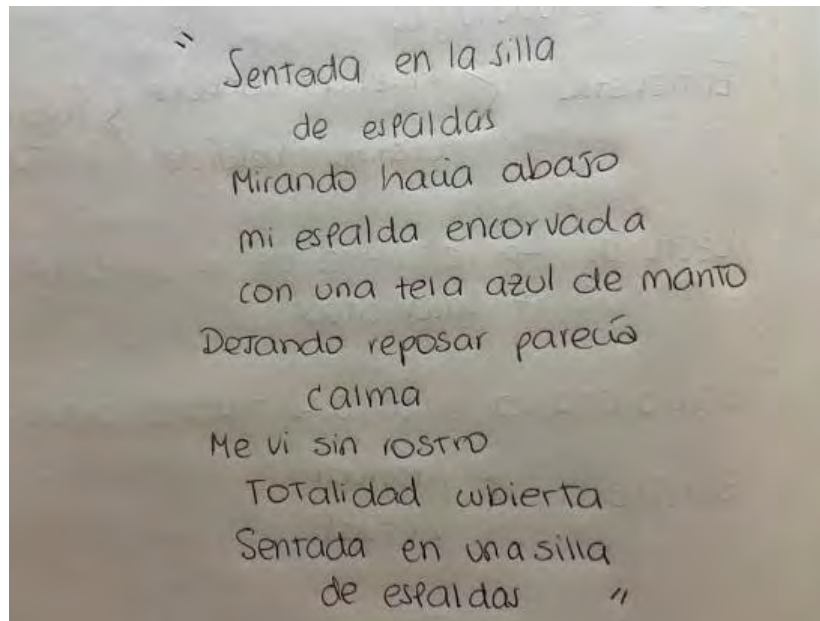 " Sentada en la silla
de espaldas
Mirando hacia abajo
mi espalda encorvada
con una tela azul de manto
Dejando reposar parecía
calma
Me vi sin rostro
Totalidad cubierta
Sentada en una silla
de espaldas "